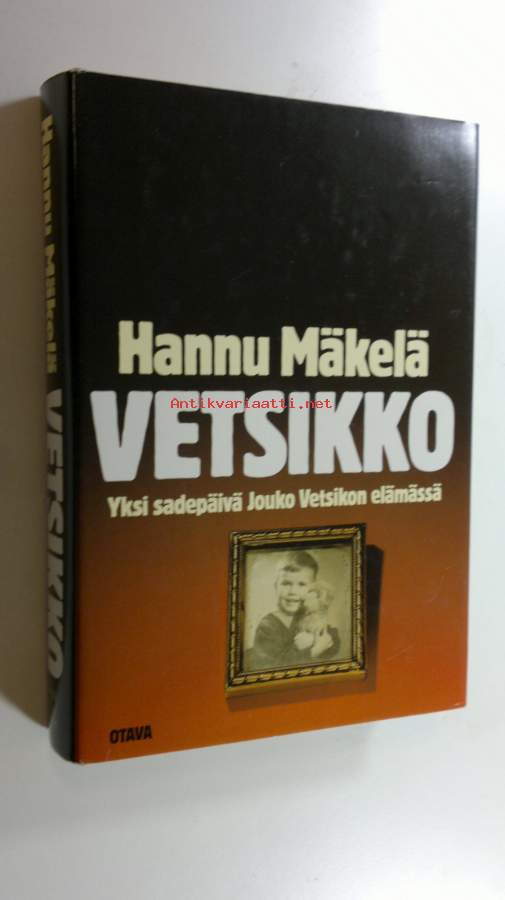 Hannu Mäkelä
VETSIKKO
Hannu Mäkelä
Antikvariaatti.net
VETSIKKO
Yksi sadepäivä Jouko Vetsikon elämässä
OTAVA